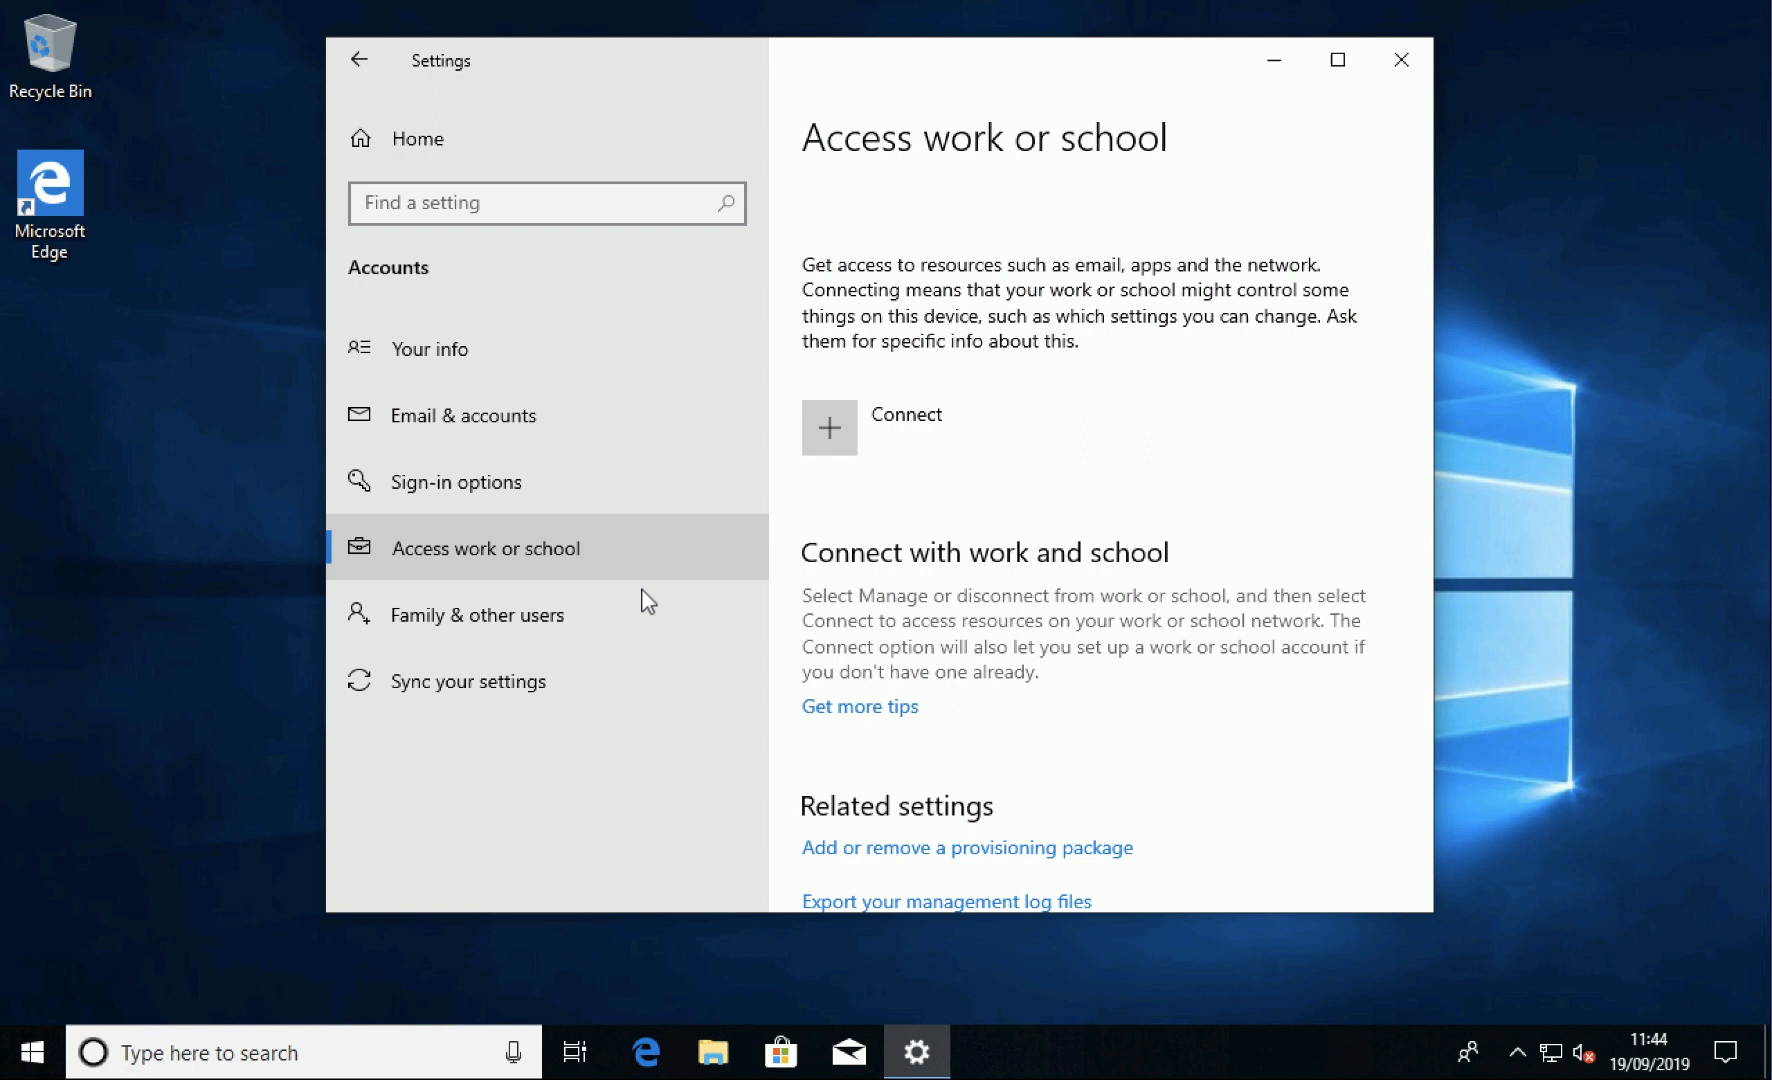 Recycle Bin
Microsoft
Edge
Settings
Home
Find a setting
Accounts
Your info
Email & accounts
Sign-in options
Access work or school
Family & other users
Sync your settings
Access work or school
Get access to resources such as email, apps and the network.
Connecting means that your work or school might control some
things on this device, such as which settings you can change. Ask
them for specific info about this.
Connect
Connect with work and school
Select Manage or disconnect from work or school, and then select
Connect to access resources on your work or school network. The
Connect option will also let you set up a work or school account if
you don't have one already.
Get more tips
Related settings
Add or remove a provisioning package
Export your management log files
Type here to search
11:44
19/09/2019